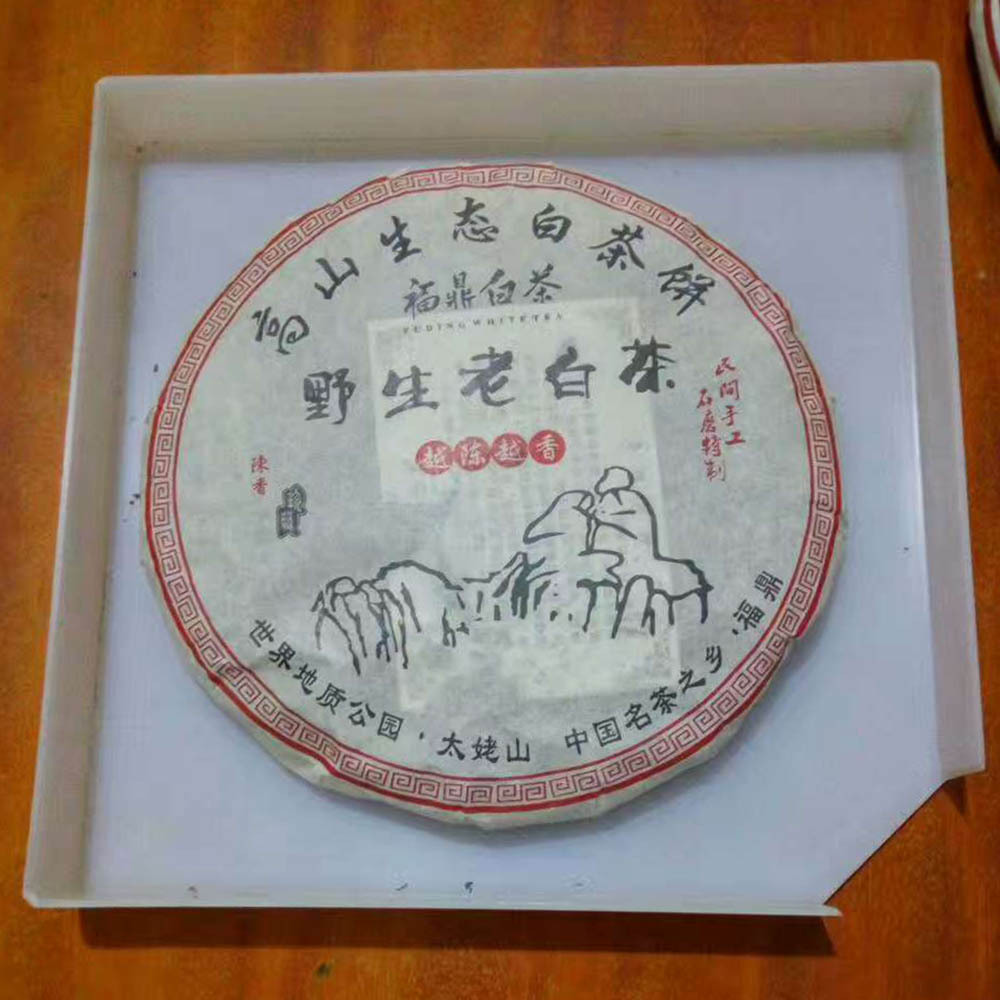 高山生态白茶饼
福鼎白茶
FUDING WHITE TEA
野生老白茶
越陈越香
民间手工
石磨特制
陈香
世界地质公园·太姥山 中国名茶之乡·福鼎